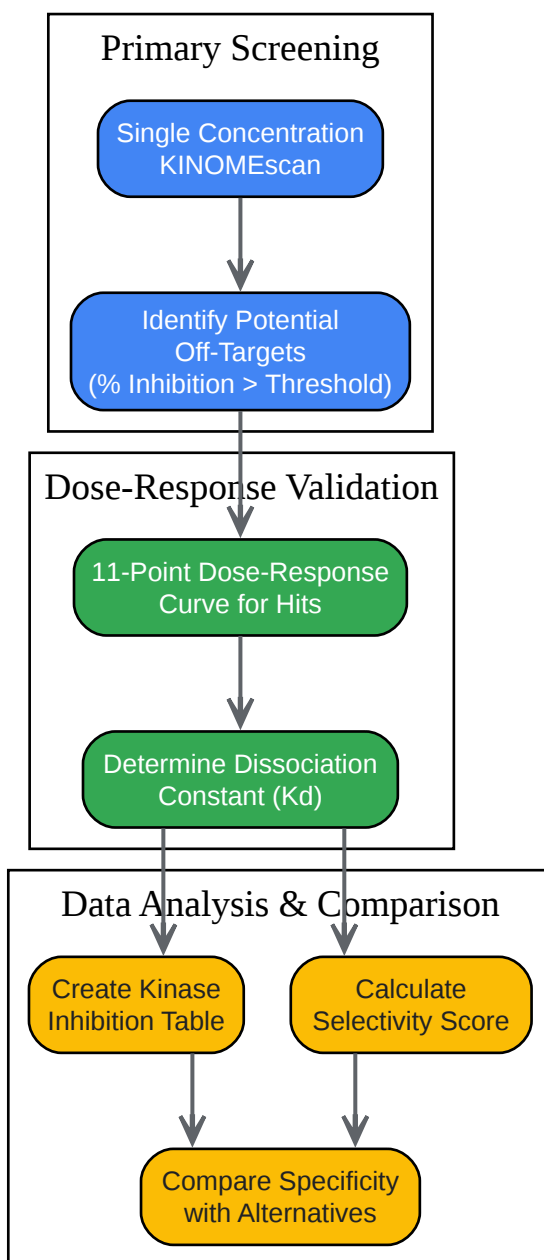 Primary Screening
Single Concentration
KINOMEscan
Identify Potential
Off-Targets
(% Inhibition > Threshold)
Dose-Response Validation
11-Point Dose-Response
Curve for Hits
Determine Dissociation
Constant (Kd)
Data Analysis & Comparison
Create Kinase
Inhibition Table
Calculate
Selectivity Score
Compare Specificity
with Alternatives